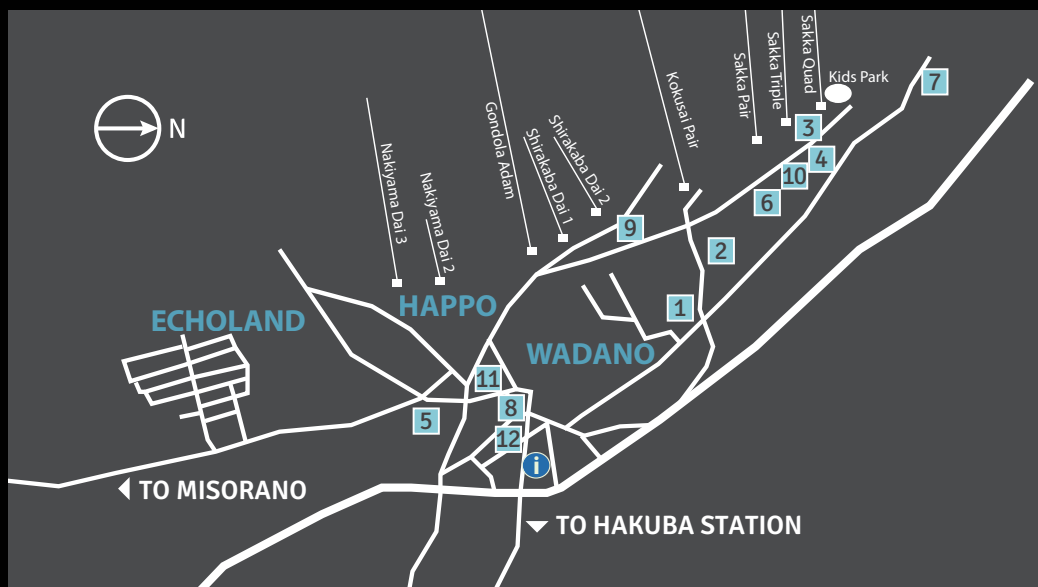 N
Nakiyama Dai 3
Nakiyama Dai 2
Gondola Adam
Shirakaba Dai 1
Shirakaba Dai 2
Kokusai Pair
Sakka Pair
Sakka Triple
Sakka Quad
Kids Park
7
3
4
10
6
9
2
1
ECHOLAND
HAPPO
WADANO
11
8
5
12
i
TO MISORANO
TO HAKUBA STATION